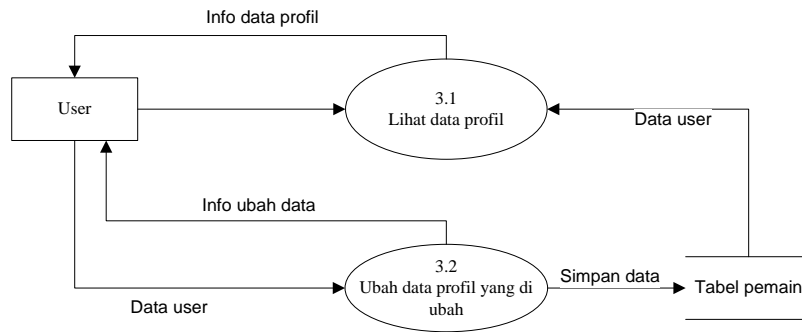 Info data profil
User
3.1
Lihat data profil
Data user
Info ubah data
3.2
Ubah data profil yang di
ubah
Simpan data
Tabel pemain
Data user